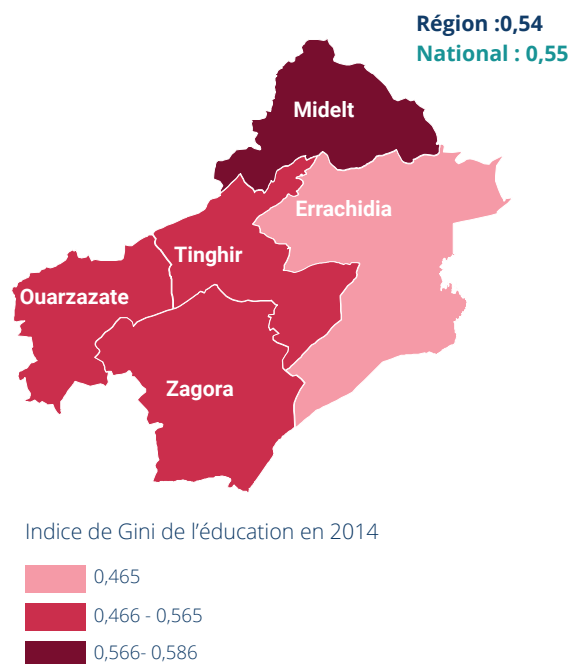 Région :0,54
National : 0,55
Midelt
Errachidia
Tinghir
Ouarzazate
Zagora
Indice de Gini de l'éducation en 2014
0,465
0,466 - 0,565
0,566- 0,586